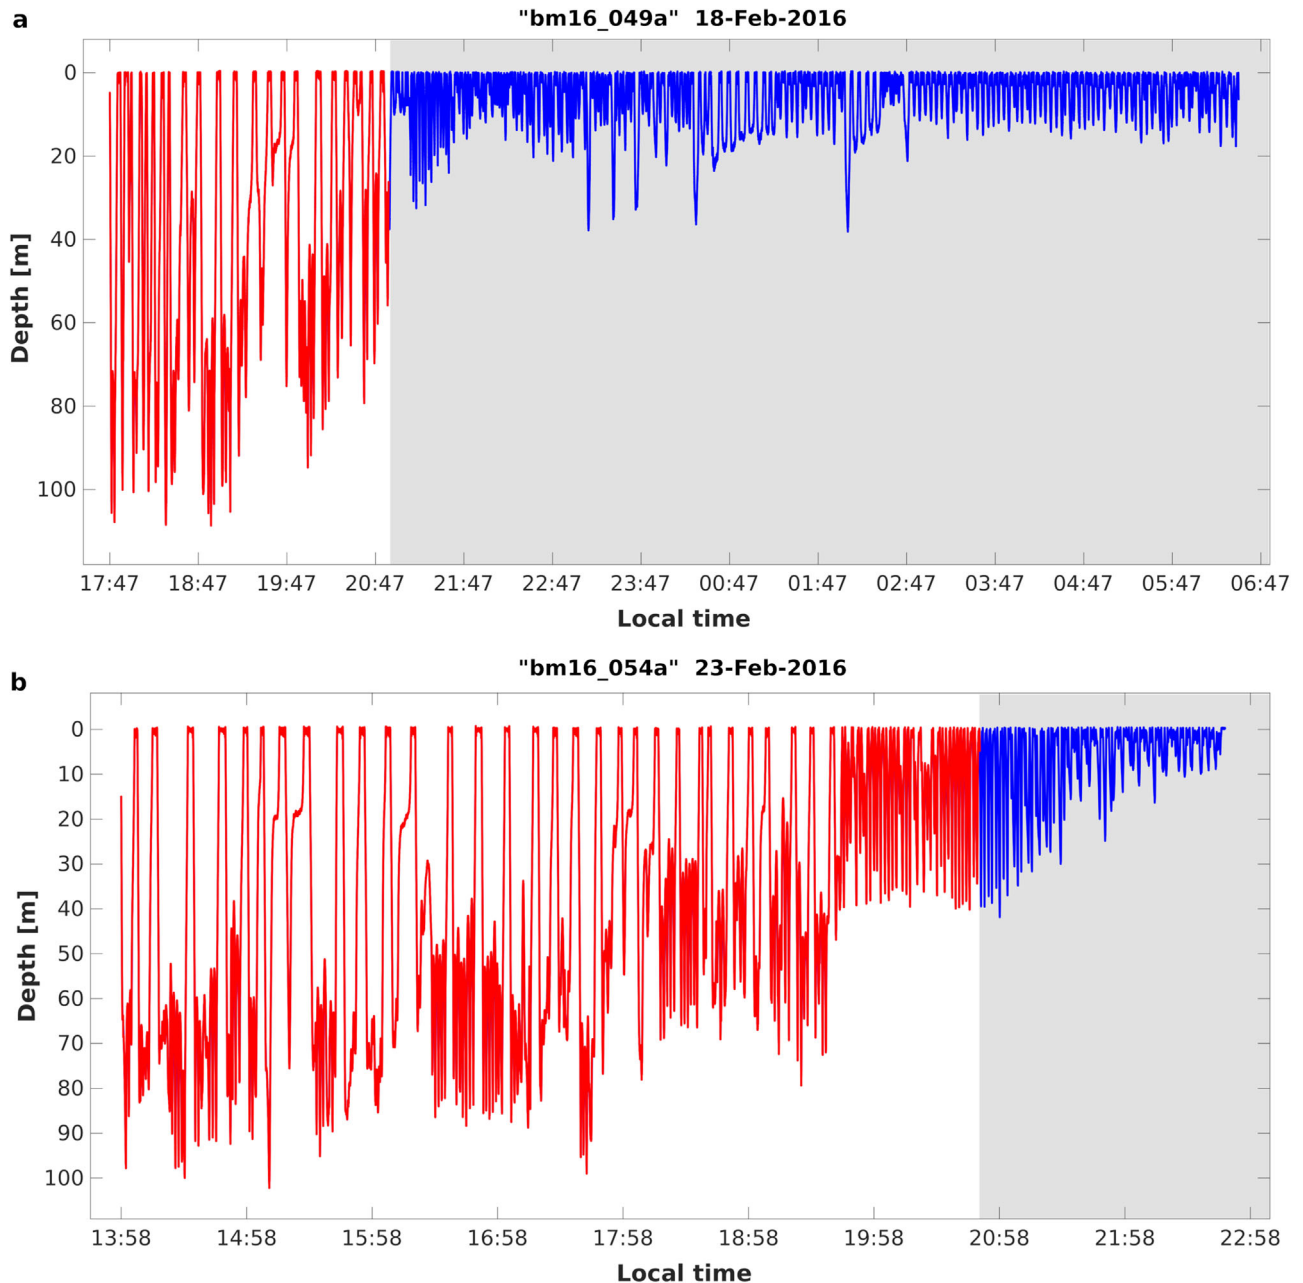 a
"bm16_049a" 18-Feb-2016
Depth [m]
0
20
40
60
80
100
17:47 18:47 19:47 20:47 21:47 22:47 23:47 00:47 01:47 02:47 03:47 04:47 05:47 06:47
Local time
b
"bm16_054a" 23-Feb-2016
Depth [m]
0
10
20
30
40
50
60
70
80
90
100
13:58 14:58 15:58 16:58 17:58 18:58 19:58 20:58 21:58 22:58
Local time